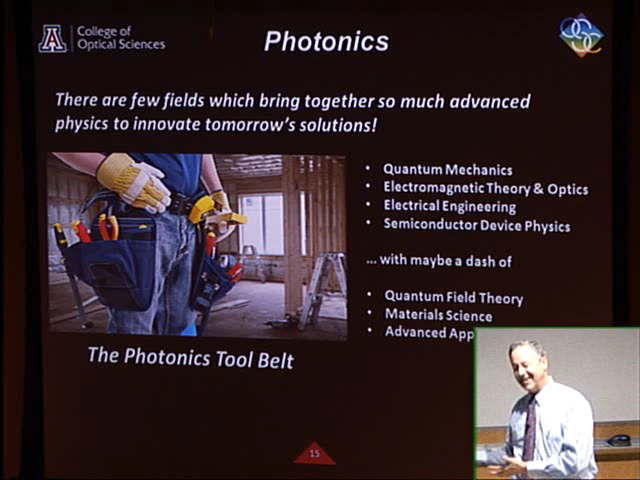 A
College of
Optical Sciences
Photonics
OSC
There are few fields which bring together so much advanced
physics to innovate tomorrow's solutions!
• Quantum Mechanics
• Electromagnetic Theory & Optics
• Electrical Engineering
• Semiconductor Device Physics
... with maybe a dash of
• Quantum Field Theory
• Materials Science
• Advanced
The Photonics Tool Belt
15